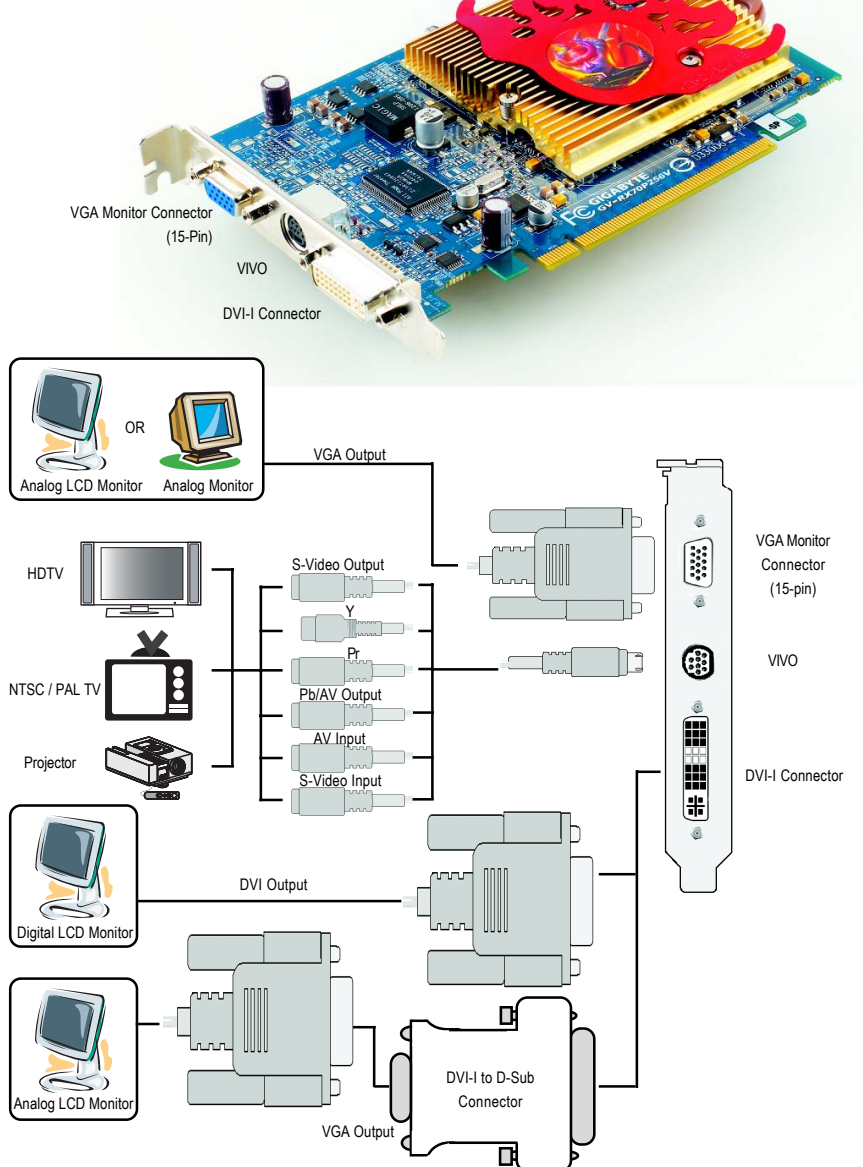 MAGIC
GIGABYTE
GV-RX70P256V
VGA Monitor Connector
(15-Pin)
VIVO
DVI-I Connector
OR
Analog LCD Monitor
Analog Monitor
VGA Output
HDTV
NTSC / PAL TV
Projector
S-Video Output
Y
Pr
Pb/AV Output
AV Input
S-Video Input
VGA Monitor
Connector
(15-pin)
VIVO
DVI-I Connector
Digital LCD Monitor
DVI Output
Analog LCD Monitor
VGA Output
DVI-I to D-Sub
Connector